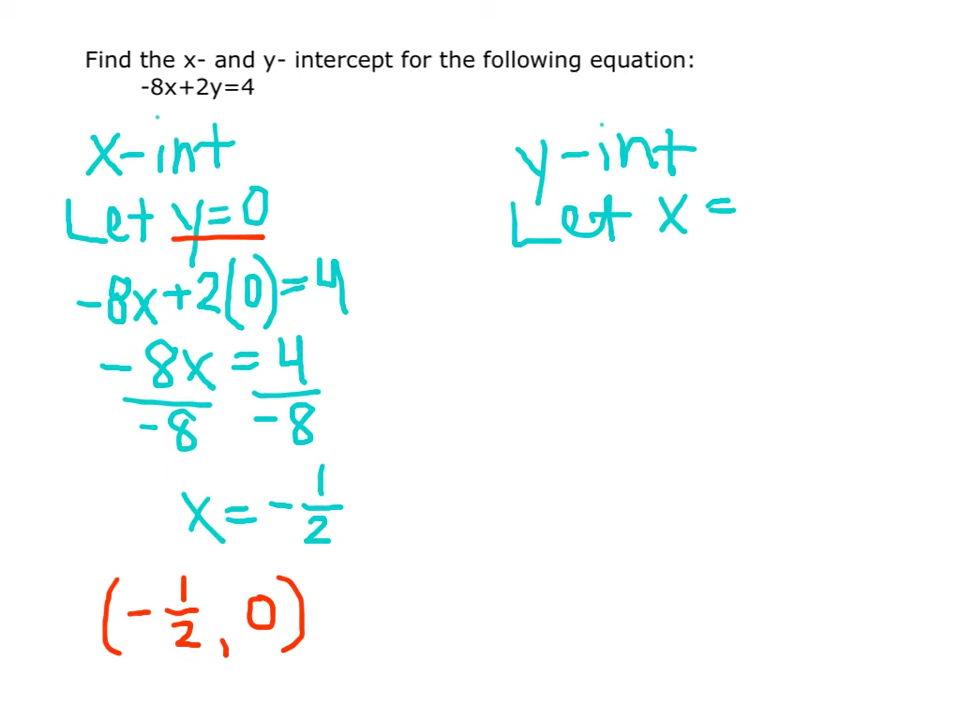 Find the x- and y- intercept for the following equation:
-8x+2y=4
x-int
Let y=0
-8x+2(0)=4
-8x = 4
-8 -8
x = - 1/2
(- 1/2, 0)
y-int
Let x =